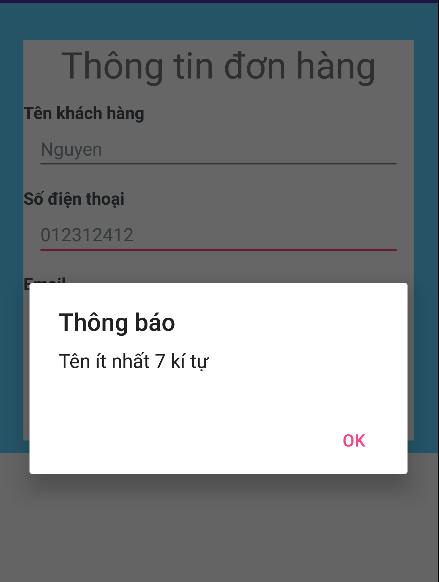 Thông tin đơn hàng
Tên khách hàng
Nguyen
Số điện thoại
012312412
Email
Thông báo
Tên ít nhất 7 kí tự
OK